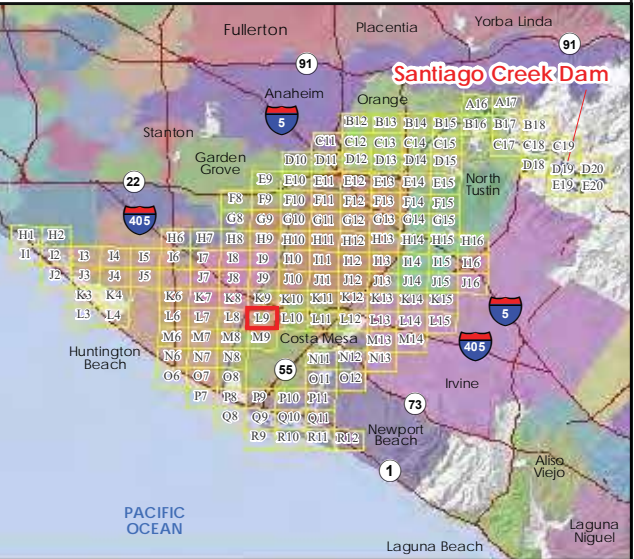 Yorba Linda
Fullerton
Placentia
91
91
Santiago Creek Dam
Anaheim
Orange
A16 A17
5
B12 B13 B14 B15 B16 B17 B18
Stanton
C11 C12 C13 C14 C15 C17 C18 C19
Garden
Grove
D10 D11 D12 D13 D14 D15 D18 D19 D20
North
Tustin
E9 E10 E11 E12 E13 E14 E15 E19 E20
22
F8 F9 F10 F11 F12 F13 F14 F15
405
G8 G9 G10 G11 G12 G13 G14 G15
H1 H2 H6 H7 H8 H9 H10 H11 H12 H13 H14 H15 H16
I1 I2 I3 I4 I5 I6 I7 I8 I9 I10 I11 I12 I13 I14 I15 I16
J2 J3 J4 J5 J7 J8 J9 J10 J11 J12 J13 J14 J15 J16
K3 K4 K6 K7 K8 K9 K10 K11 K12 K13 K14 K15
5
L3 L4 L6 L7 L8 L9 L10 L11 L12 L13 L14 L15
M6 M7 M8 M9 Costa Mesa M13 M14
405
Huntington
Beach
N6 N7 N8 N11 N12 N13
55
O6 O7 O8 O11 O12
Irvine
P7 P8 P9 P10 P11
73
Q8 Q9 Q10 Q11
Newport
Beach
R9 R10 R11 R12
1
Aliso
Viejo
PACIFIC
OCEAN
Laguna
Niguel
Laguna Beach